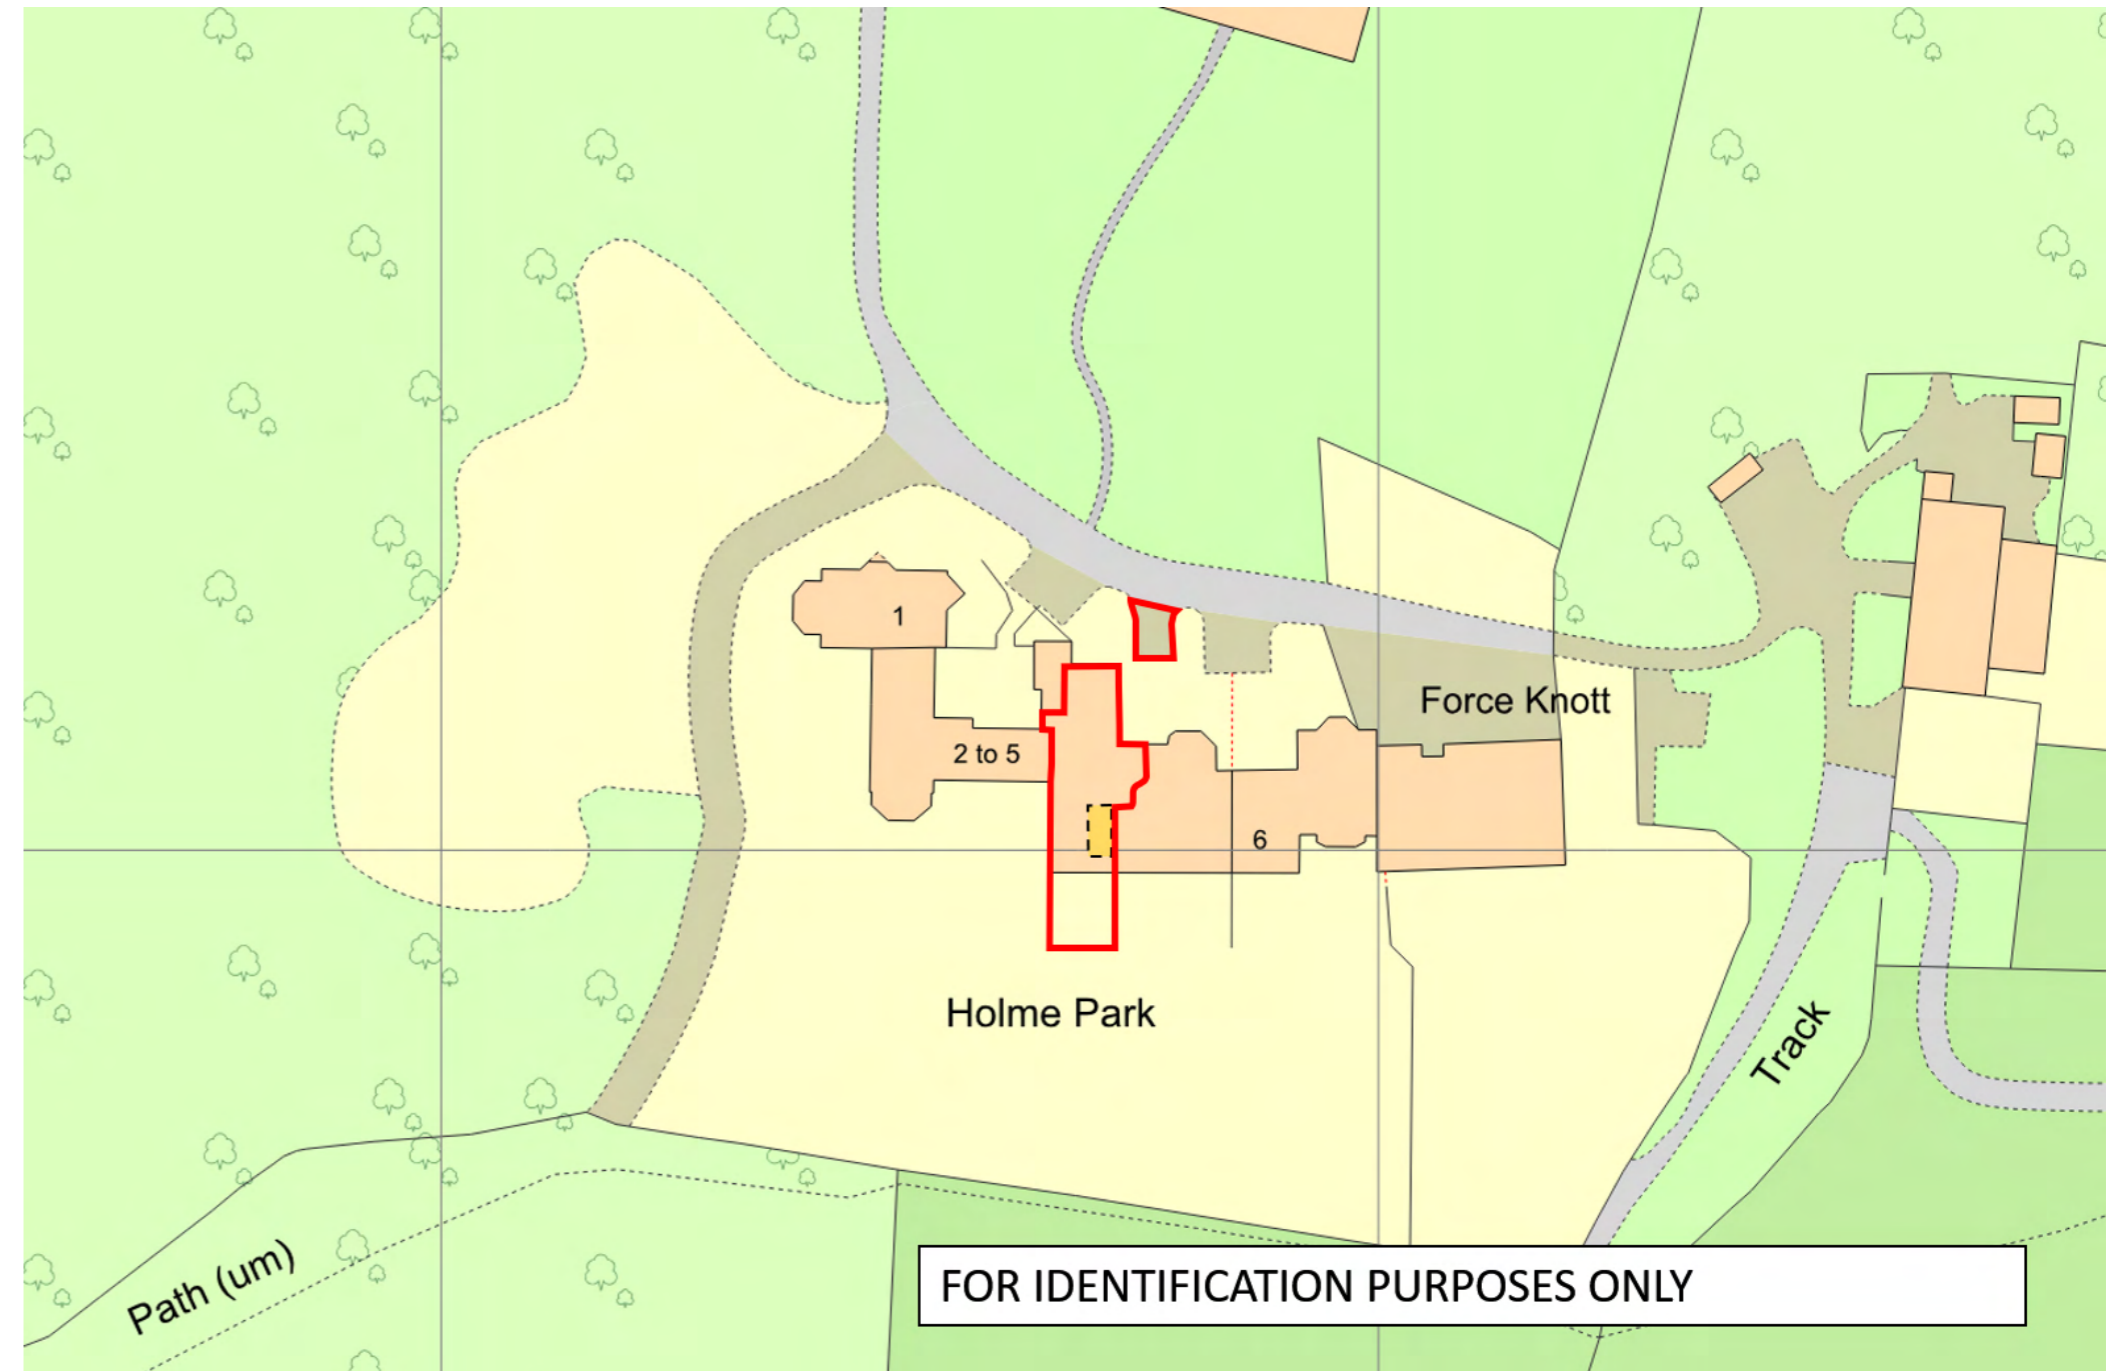 1
Force Knott
2 to 5
6
Holme Park
Track
Path (um)
FOR IDENTIFICATION PURPOSES ONLY